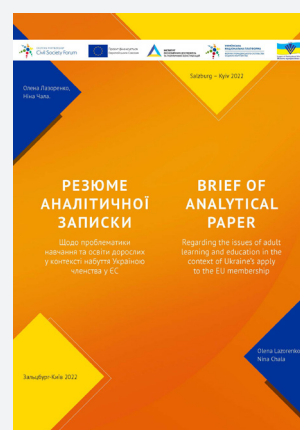 Civil Society Forum
Salzburg – Kyiv 2022
Олена Лазоренко,
Ніна Чала.
РЕЗЮМЕ
АНАЛІТИЧНОЇ
ЗАПИСКИ
Щодо проблематики
навчання та освіти дорослих
у контексті набуття Україною
членства у ЄС
BRIEF OF
ANALYTICAL
PAPER
Regarding the issues of adult
learning and education in the
context of Ukraine's apply
to the EU membership
Olena Lazorenko
Nina Chala
Зальцбург-Київ 2022